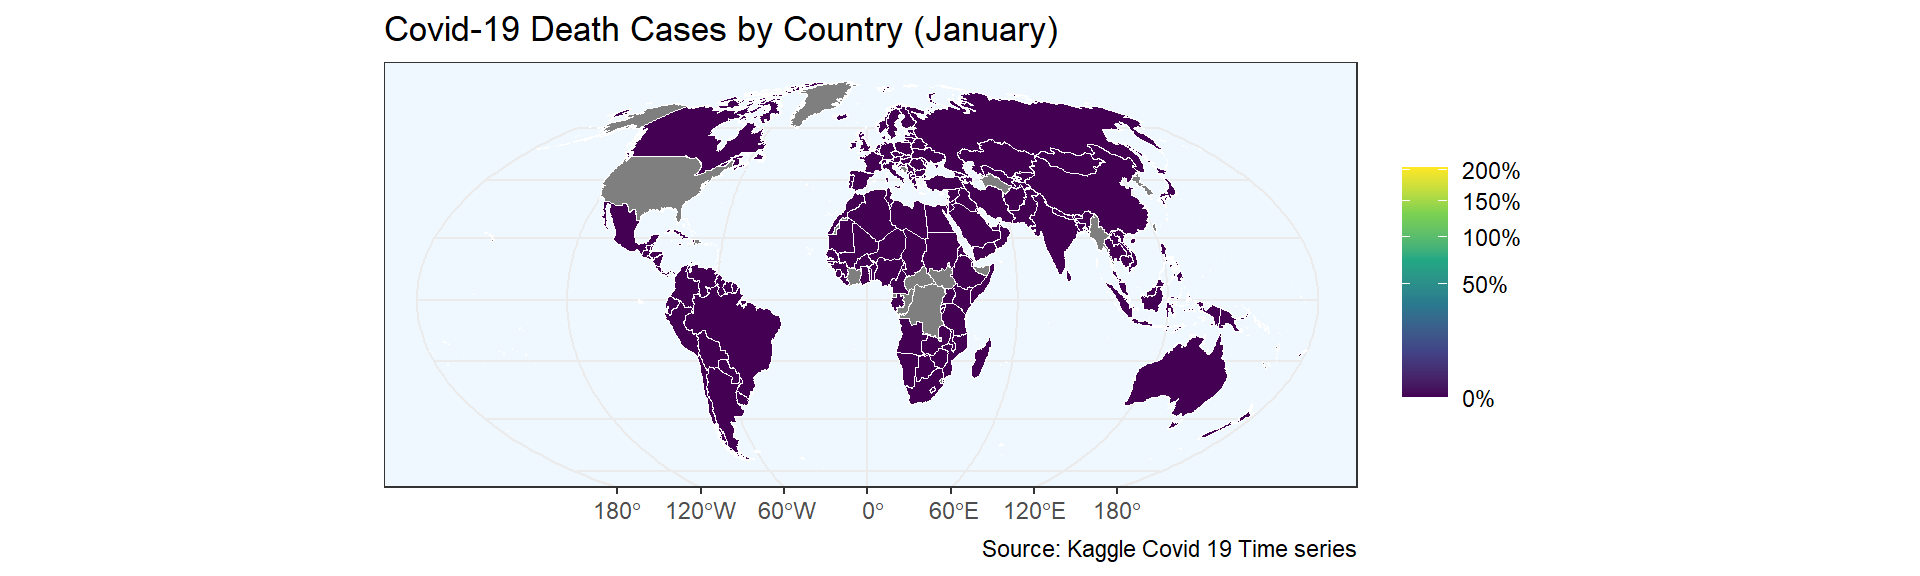 Covid-19 Death Cases by Country (January)
200%
150%
100%
50%
0%
180° 120°W 60°W 0° 60°E 120°E 180°
Source: Kaggle Covid 19 Time series